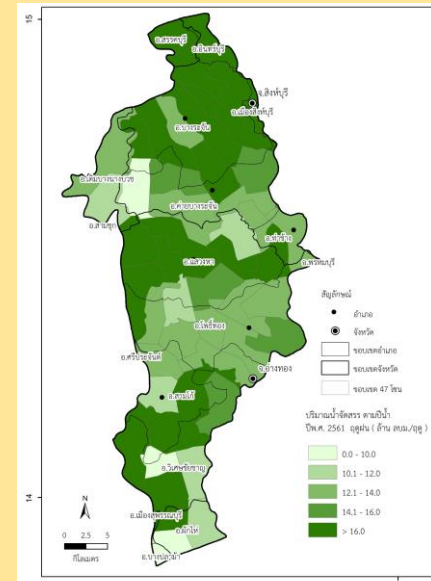 15
อ.สรรคบุรี
อ.อินทร์บุรี
จ.สิงห์บุรี
อ.เมืองสิงห์บุรี
อ.บางระจัน
อ.เดิมบางนางบวช
อ.ค่ายบางระจัน
อ.สามชุก
อ.ท่าช้าง
อ.แสวงหา
อ.พรหมบุรี
สัญลักษณ์
อำเภอ
จังหวัด
ขอบเขตอำเภอ
ขอบเขตจังหวัด
ขอบเขต 47 โซน
อ.โพธิ์ทอง
อ.ศรีประจันต์
จ.อ่างทอง
อ.สามโก้
ปริมาณน้ำจัดสรร ตามปีน้ำ
ปีพ.ศ. 2561 ฤดูฝน ( ล้าน ลบม./ฤดู )
0.0 - 10.0
10.1 - 12.0
12.1 - 14.0
14.1 - 16.0
> 16.0
อ.วิเศษชัยชาญ
14
N
อ.เมืองสุพรรณบุรี
อ.ผักไห่
0 2.5 5
กิโลเมตร
อ.บางปลาม้า